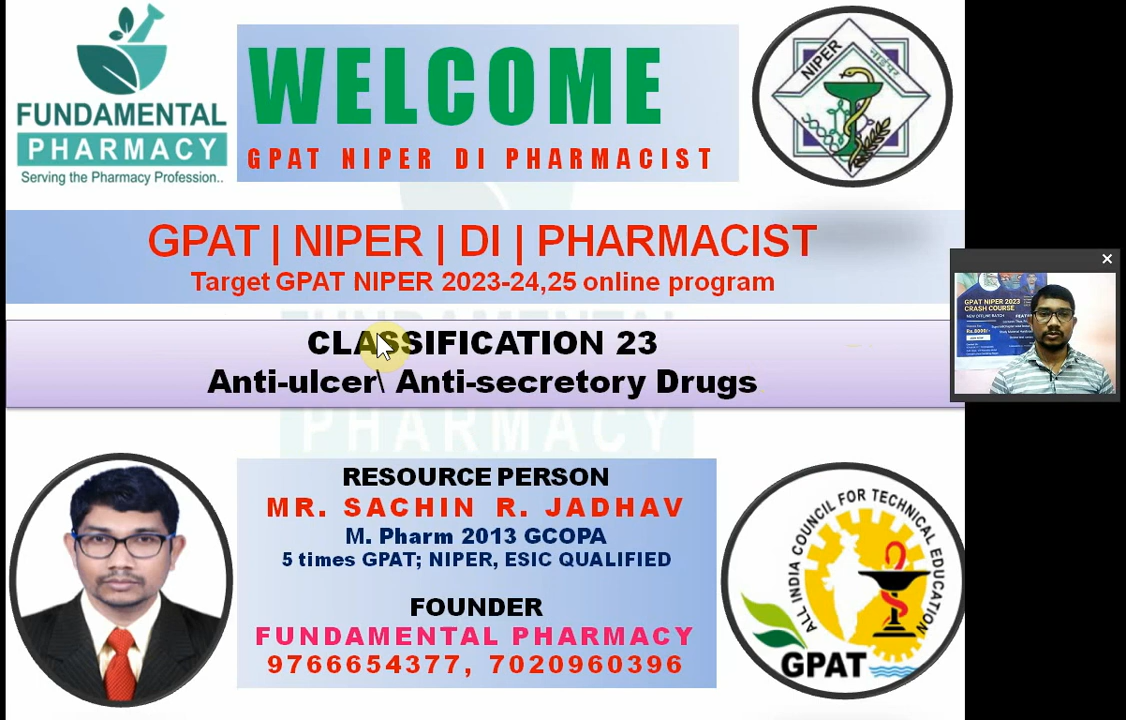 FUNDAMENTAL
PHARMACY
Serving the Pharmacy Profession..
WELCOME
GPAT NIPER DI PHARMACIST
NIPER
नाईपर
GPAT | NIPER | DI | PHARMACIST
Target GPAT NIPER 2023-24,25 online program
GPAT NIPER 2023
CRASH COURSE
CLASSIFICATION 23
Anti-ulcer\ Anti-secretory Drugs
PHARMACY
RESOURCE PERSON
MR. SACHIN R. JADHAV
M. Pharm 2013 GCOPA
5 times GPAT; NIPER, ESIC QUALIFIED
FOUNDER
FUNDAMENTAL PHARMACY
9766654377, 7020960396
ALL INDIA COUNCIL FOR TECHNICAL EDUCATION
GPAT